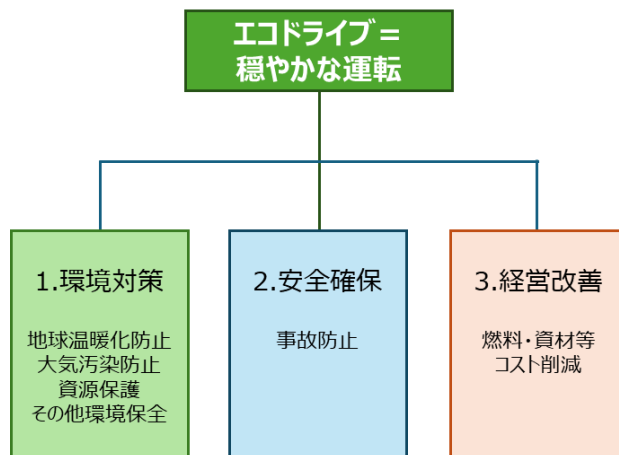 エコドライブ＝
穏やかな運転
1.環境対策
地球温暖化防止
大気汚染防止
資源保護
その他環境保全
2.安全確保
事故防止
3.経営改善
燃料・資材等
コスト削減